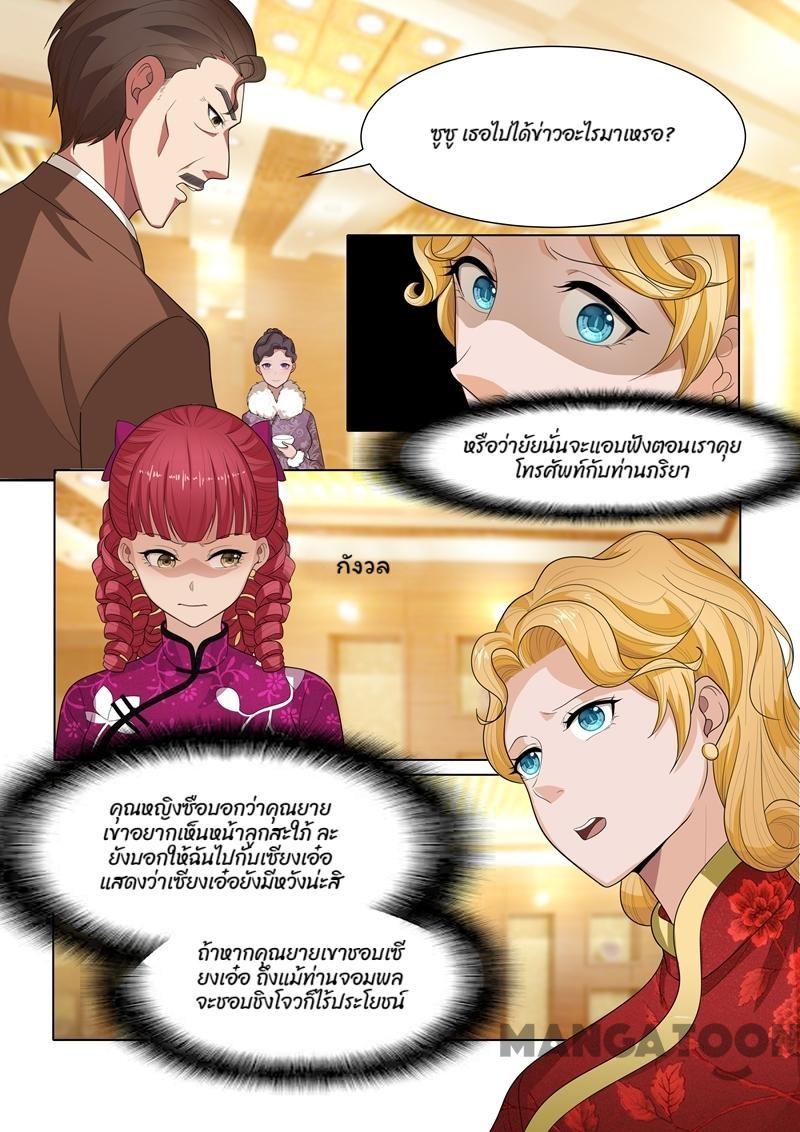 ซูซู เธอไปได้ข่าวอะไรมาเหรอ?
หรือว่ายัยนั่นจะแอบฟังตอนเราคุย
โทรศัพท์กับท่านภริยา
กังวล
คุณหญิงซือบอกว่าคุณยาย
เขาอยากเห็นหน้าลูกสะใภ้ ละ
ยังบอกให้ฉันไปกับเซียงเอ๋อ
แสดงว่าเซียงเอ๋อยังมีหวังน่ะสิ
ถ้าหากคุณยายเขาชอบเซี
ยงเอ๋อ ถึงแม้ท่านจอมพล
จะชอบชิงโจวก็ไร้ประโยชน์
MANGATOON